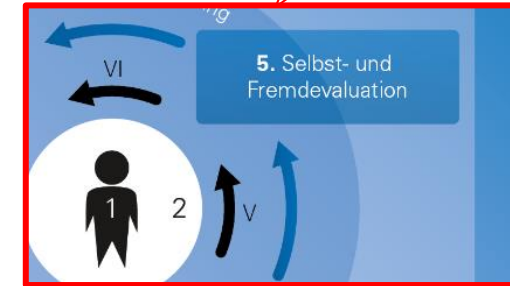 VI
5. Selbst- und
Fremdevaluation
1 2 V